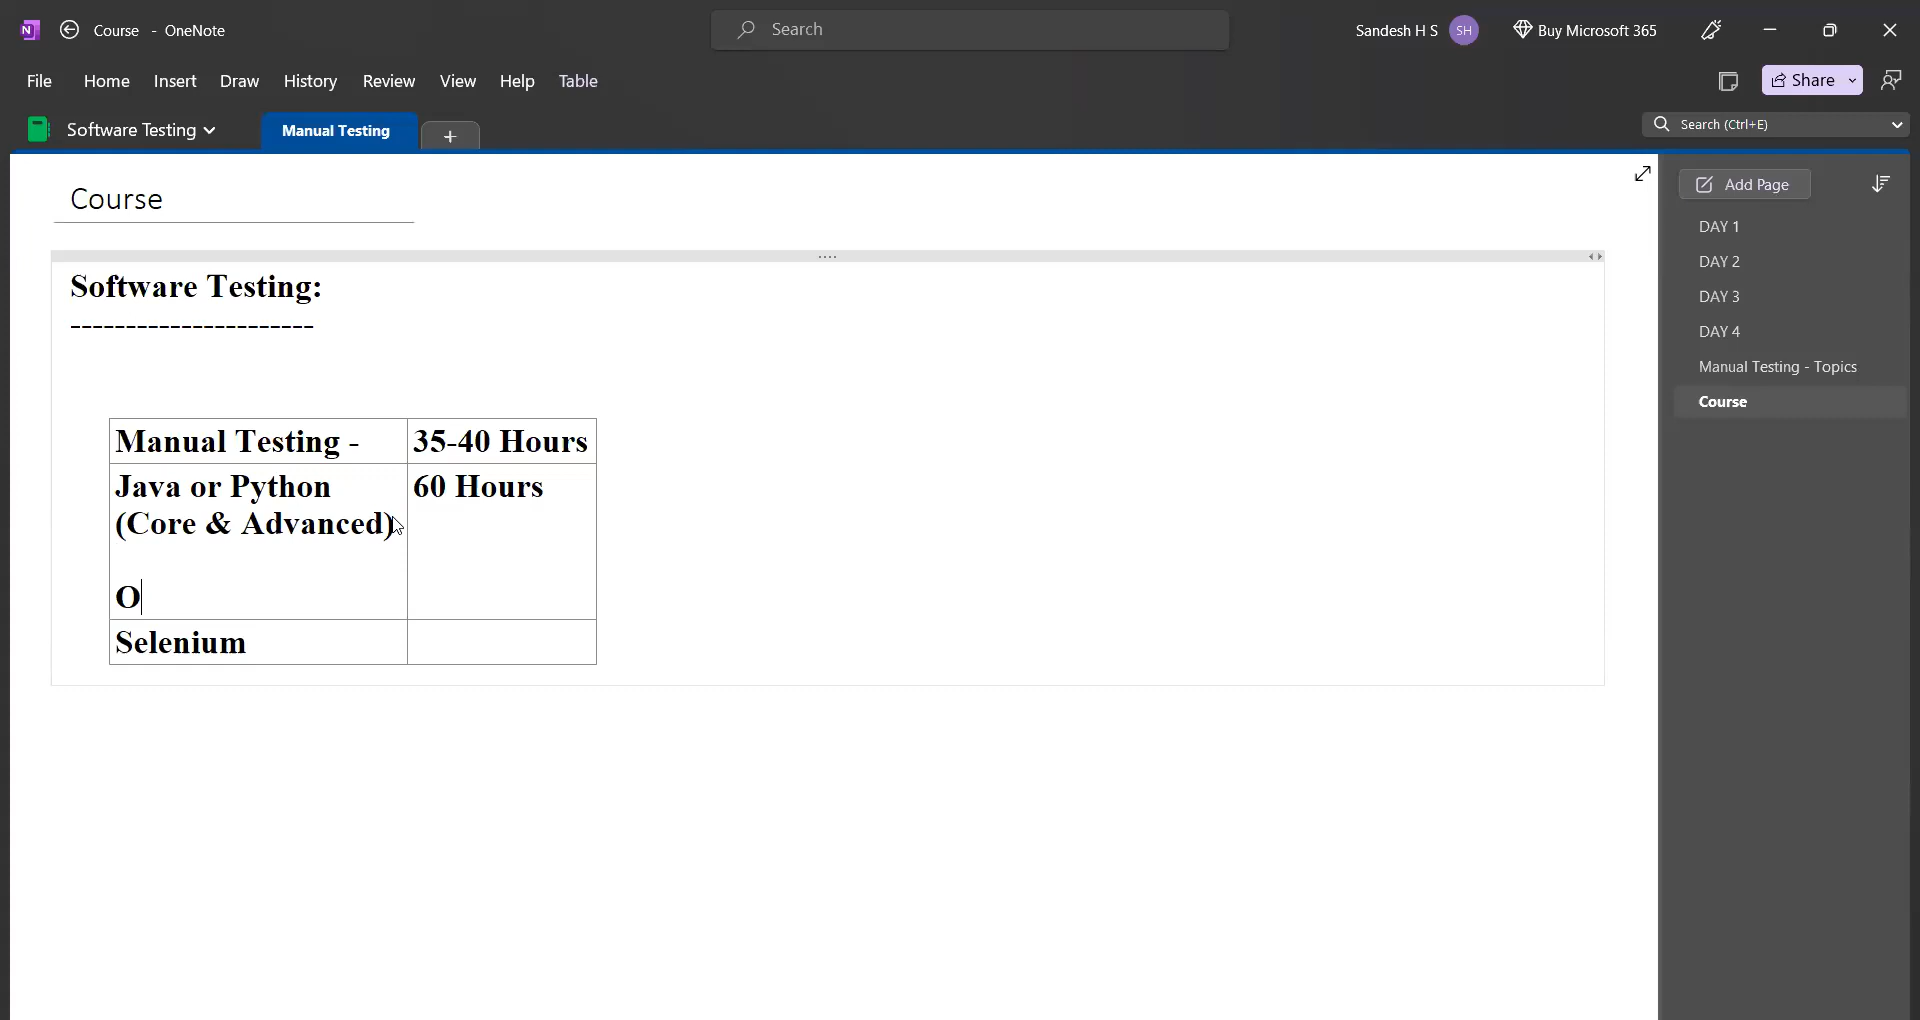 Course - OneNote
Search
Sandesh H S
SH
Buy Microsoft 365
File Home Insert Draw History Review View Help Table
Share
Software Testing
Manual Testing
+
Search (Ctrl+E)
Course
Add Page
DAY 1
DAY 2
DAY 3
DAY 4
Manual Testing - Topics
Course
Software Testing:
----------------------
Manual Testing - 35-40 Hours
Java or Python 60 Hours
(Core & Advanced)
O
Selenium